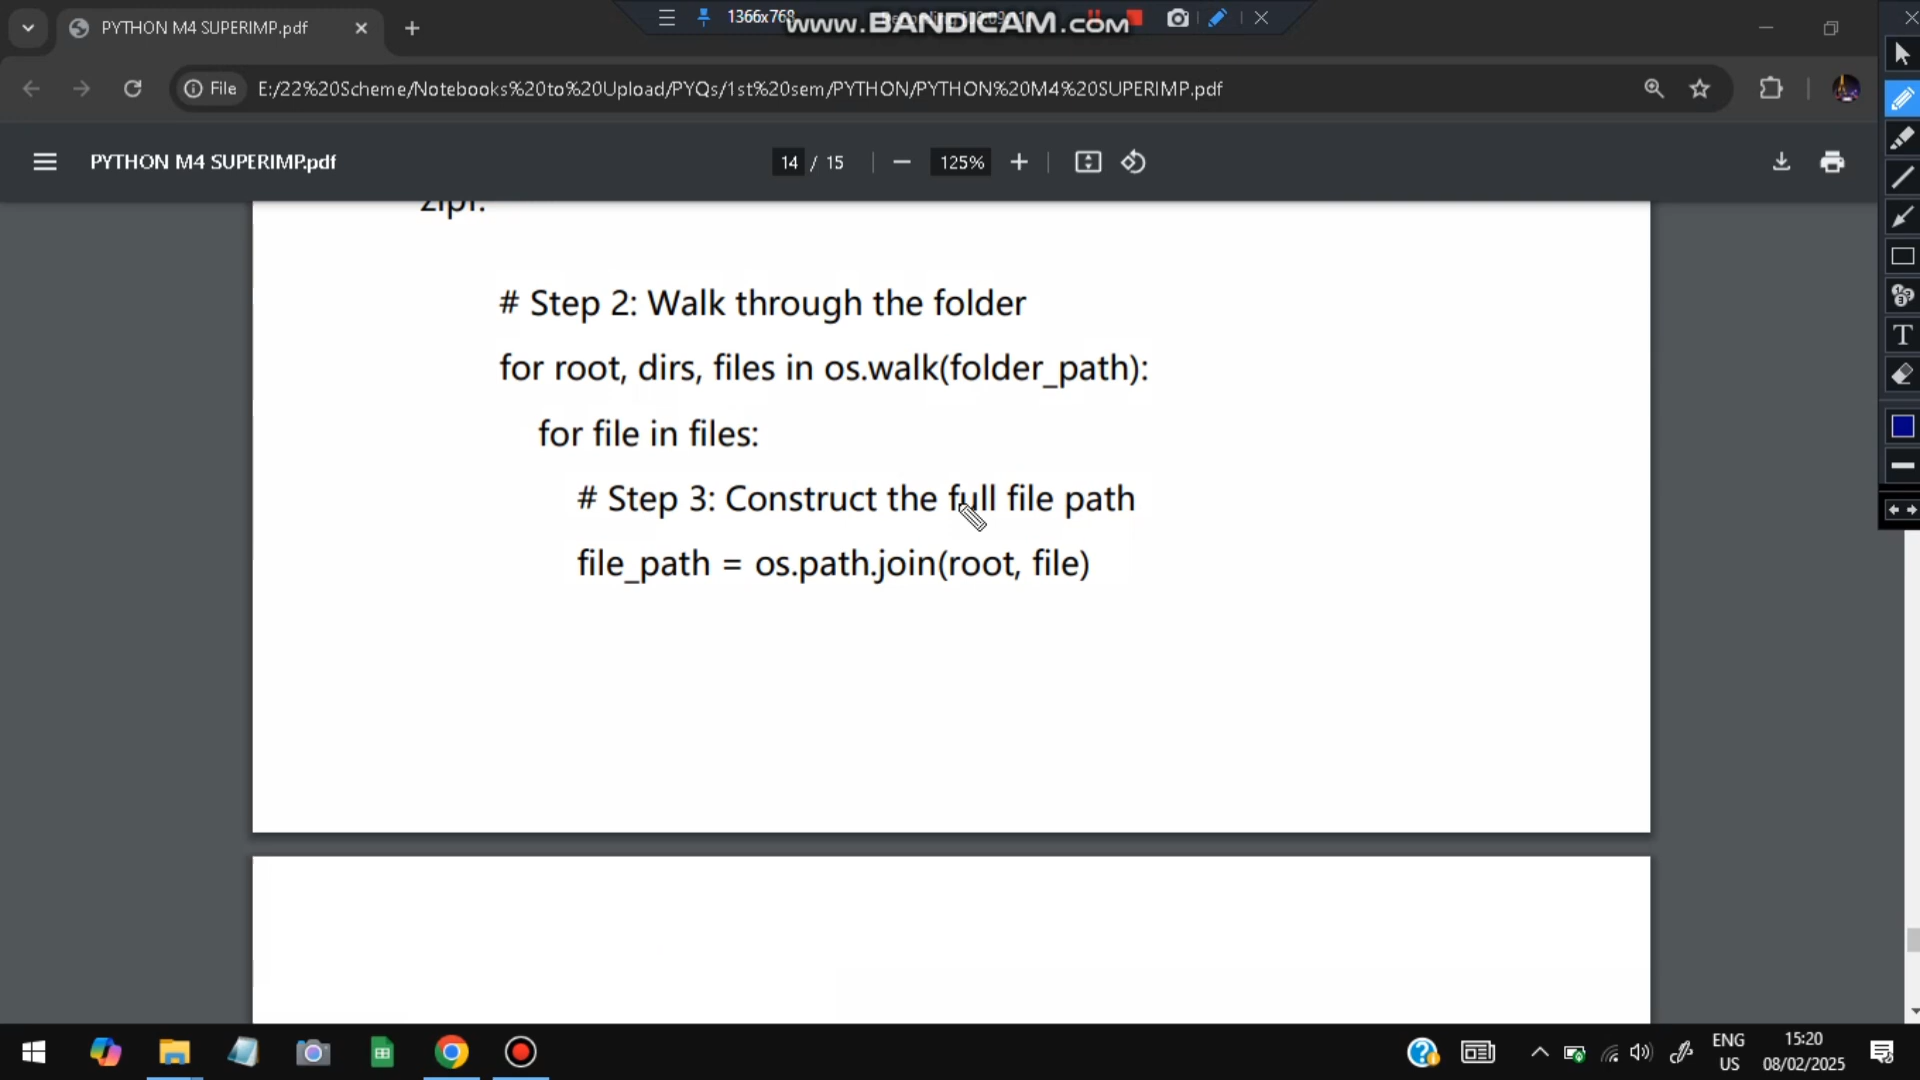 PYTHON M4 SUPERIMP.pdf
1366x768
WWW.BANDICAM.COM
File
E:/22%20Scheme/Notebooks%20to%20Upload/PYQs/1st%20sem/PYTHON/PYTHON%20M4%20SUPERIMP.pdf
PYTHON M4 SUPERIMP.pdf
14 / 15
125%
zipf:
# Step 2: Walk through the folder
for root, dirs, files in os.walk(folder_path):
for file in files:
# Step 3: Construct the full file path
file_path = os.path.join(root, file)
T
ENG
US
15:20
08/02/2025